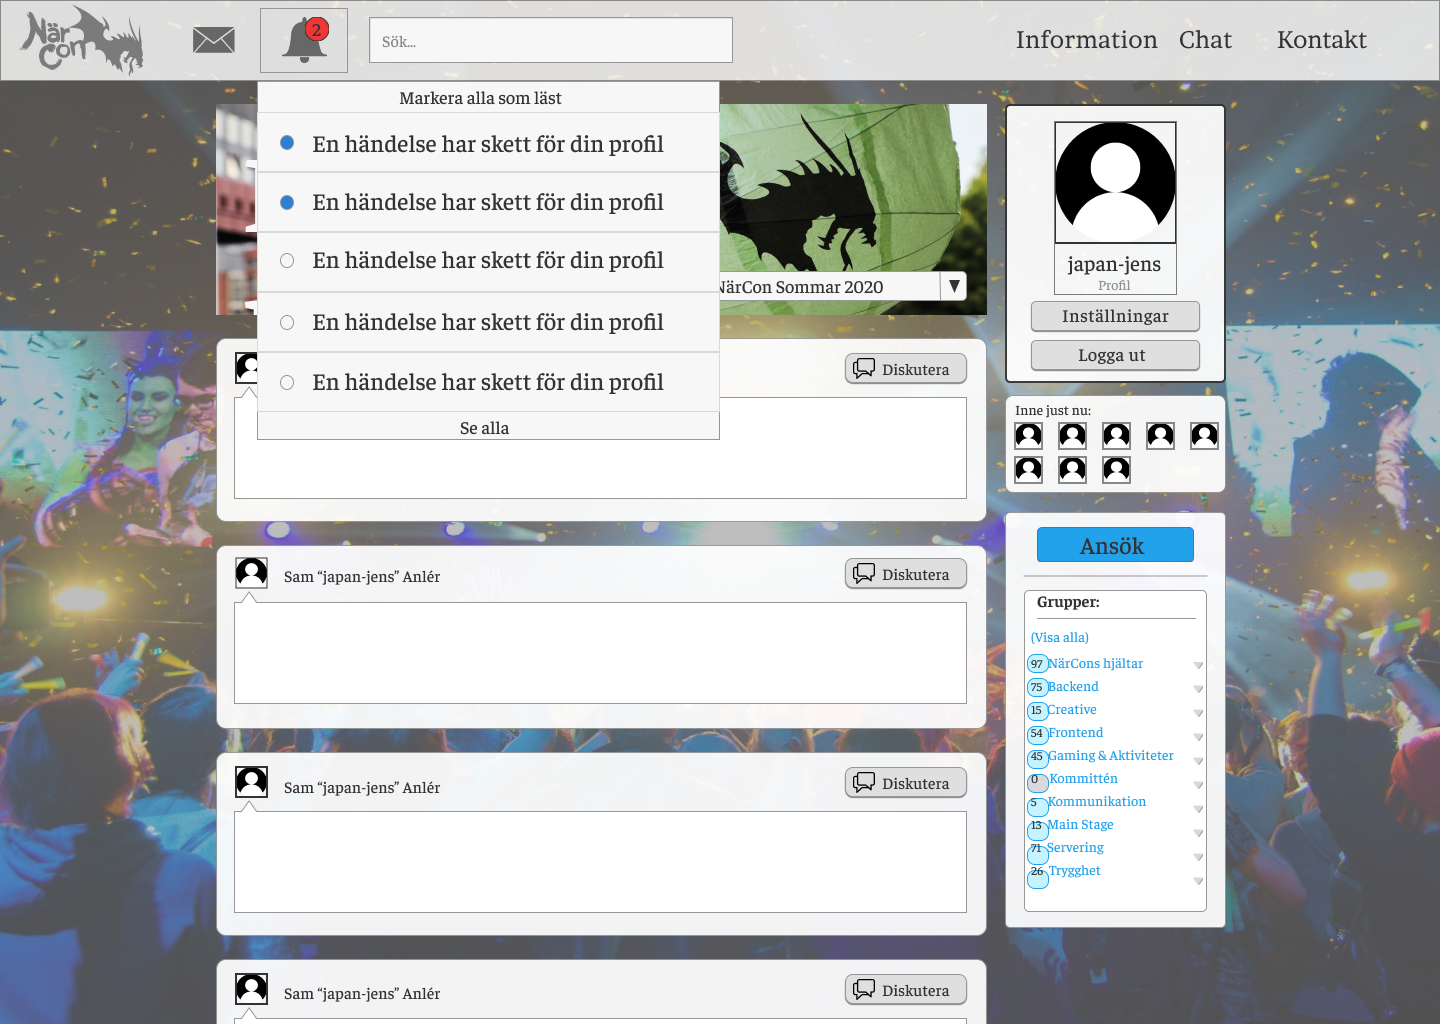 När
Con
2
Sök...
Information
Chat
Kontakt
Markera alla som läst
En händelse har skett för din profil
En händelse har skett för din profil
En händelse har skett för din profil
En händelse har skett för din profil
En händelse har skett för din profil
Se alla
NärCon Sommar 2020
Diskutera
Sam “japan-jens” Anlér
Diskutera
Sam “japan-jens” Anlér
Diskutera
Sam “japan-jens” Anlér
Diskutera
japan-jens
Profil
Inställningar
Logga ut
Inne just nu:
Ansök
Grupper:
(Visa alla)
97 NärCons hjältar
75 Backend
15 Creative
54 Frontend
45 Gaming & Aktiviteter
0 Kommittén
5 Kommunikation
13 Main Stage
71 Servering
26 Trygghet